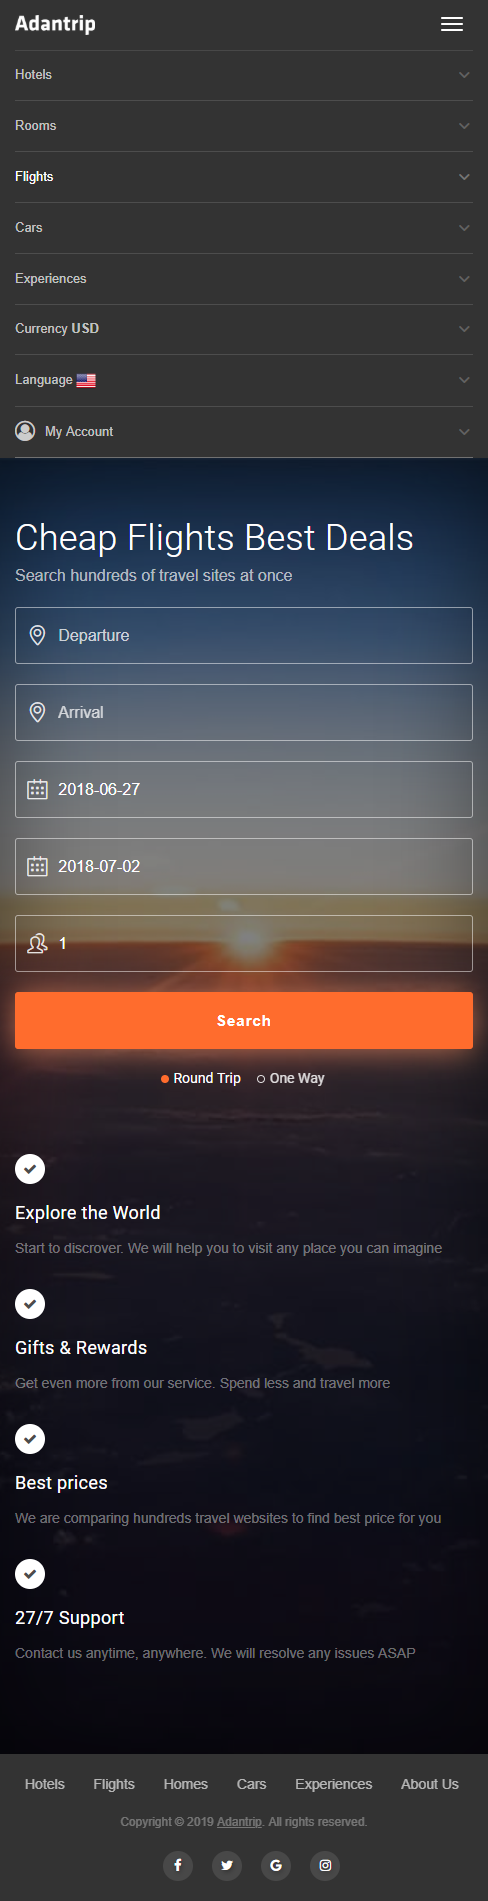 Adantrip
Hotels
Rooms
Flights
Cars
Experiences
Currency USD
Language
My Account
Cheap Flights Best Deals
Search hundreds of travel sites at once
Departure
Arrival
2018-06-27
2018-07-02
1
Search
Round Trip One Way
Explore the World
Start to discrover. We will help you to visit any place you can imagine
Gifts & Rewards
Get even more from our service. Spend less and travel more
Best prices
We are comparing hundreds travel websites to find best price for you
27/7 Support
Contact us anytime, anywhere. We will resolve any issues ASAP
Hotels Flights Homes Cars Experiences About Us
Copyright © 2019 Adantrip. All rights reserved.